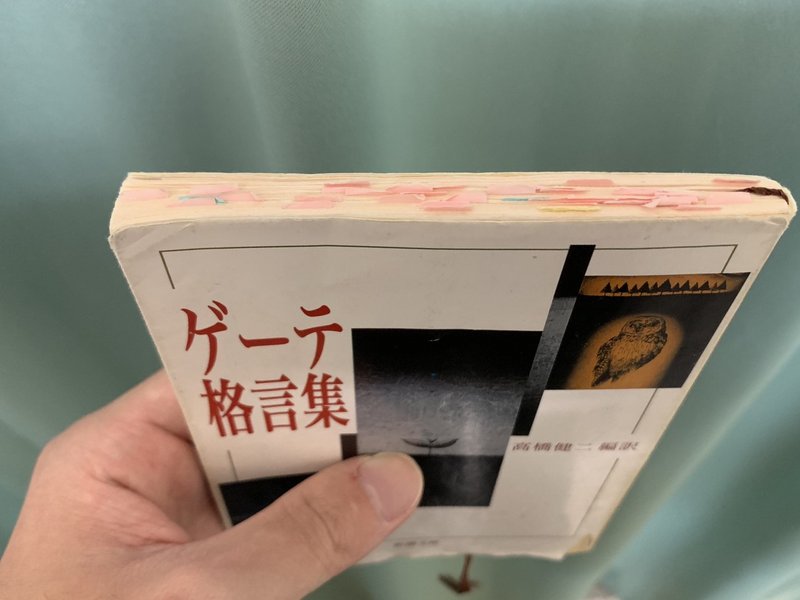 ゲーテ
格言集
高橋健二 編訳